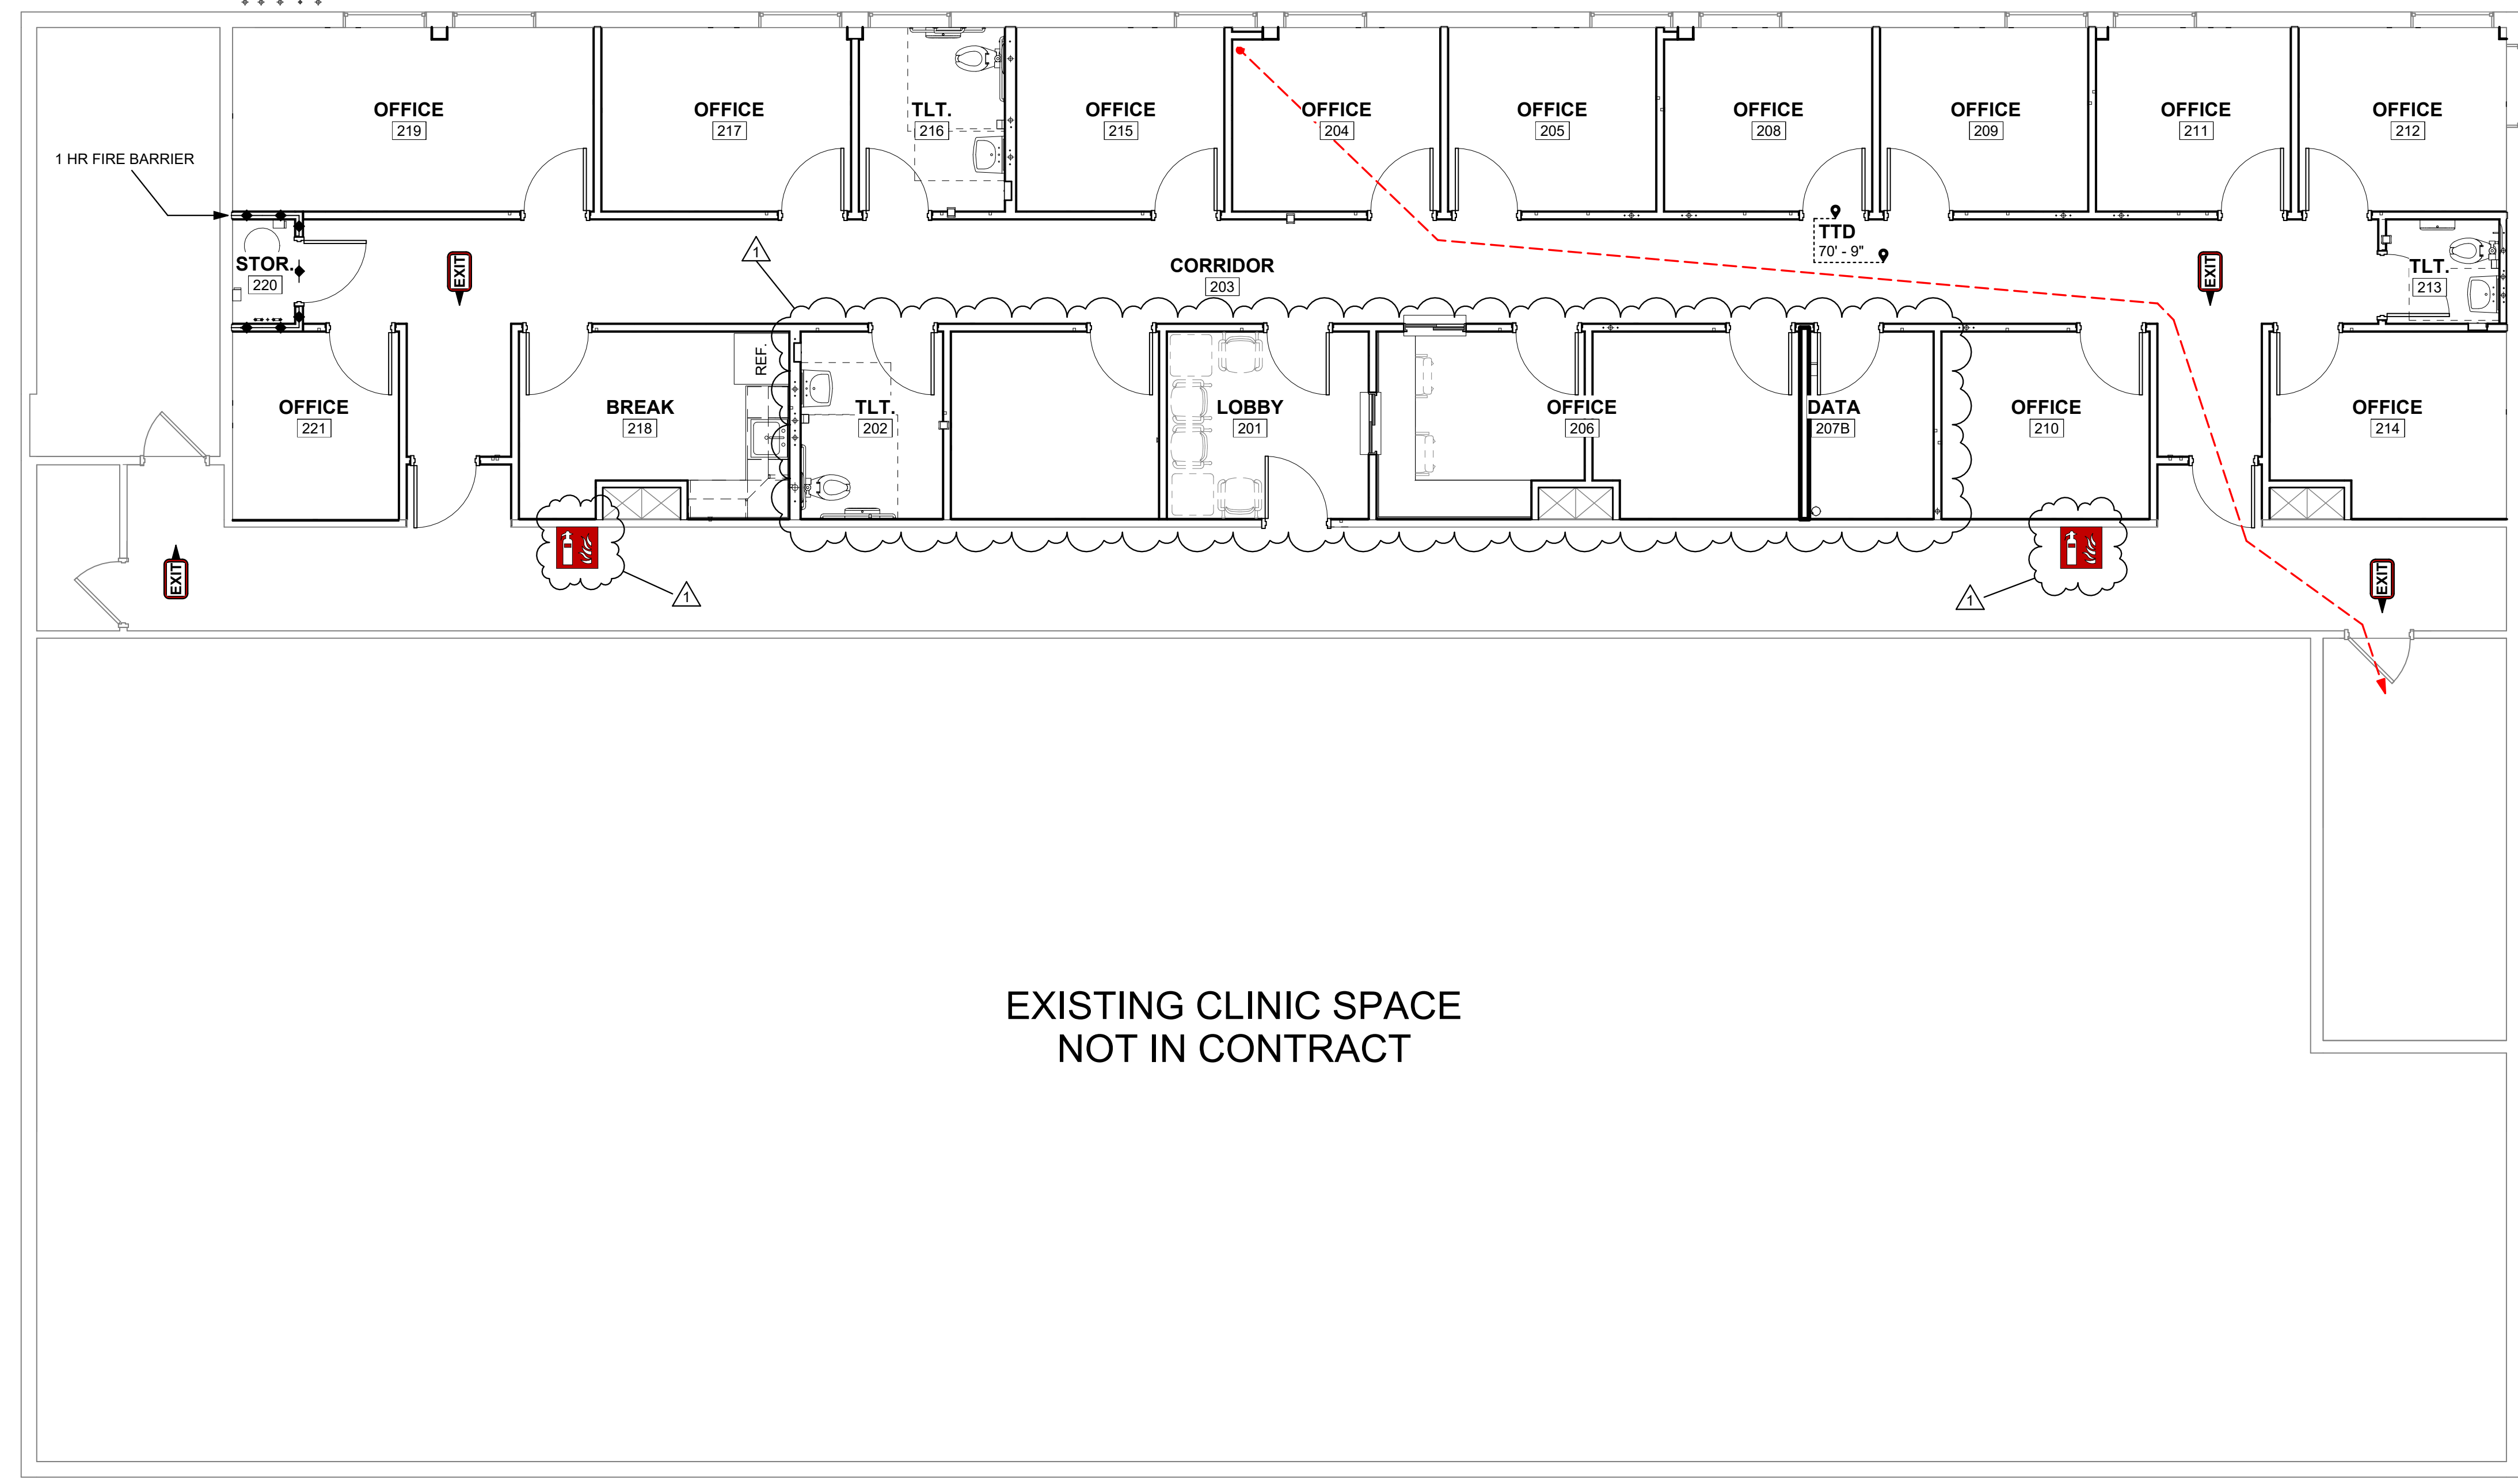 OFFICE
219
OFFICE
217
TLT.
216
OFFICE
215
OFFICE
204
OFFICE
205
OFFICE
208
OFFICE
209
OFFICE
211
OFFICE
212
1 HR FIRE BARRIER
STOR.
220
EXIT
1
CORRIDOR
203
TTD
70' - 9"
EXIT
TLT.
213
OFFICE
221
BREAK
218
REF.
TLT.
202
LOBBY
201
OFFICE
206
DATA
207B
OFFICE
210
OFFICE
214
EXIT
1
1
EXIT
EXISTING CLINIC SPACE
NOT IN CONTRACT